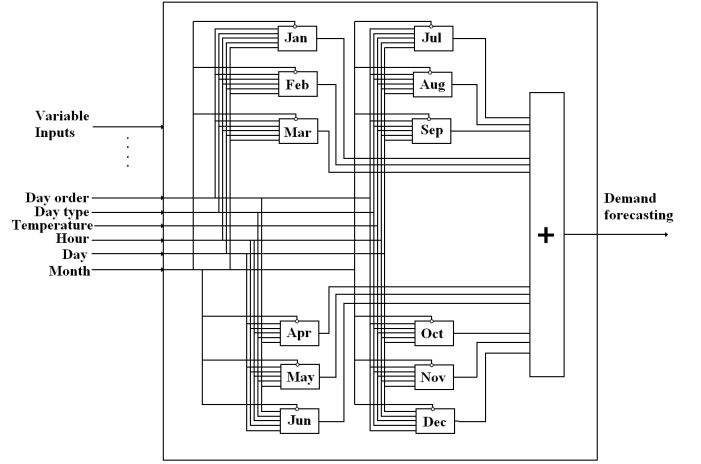 Jan
Jul
Feb
Aug
Variable
Inputs
Mar
Sep
Day order
Day type
Temperature
Hour
Day
Month
+
Demand
forecasting
Apr
Oct
May
Nov
Jun
Dec